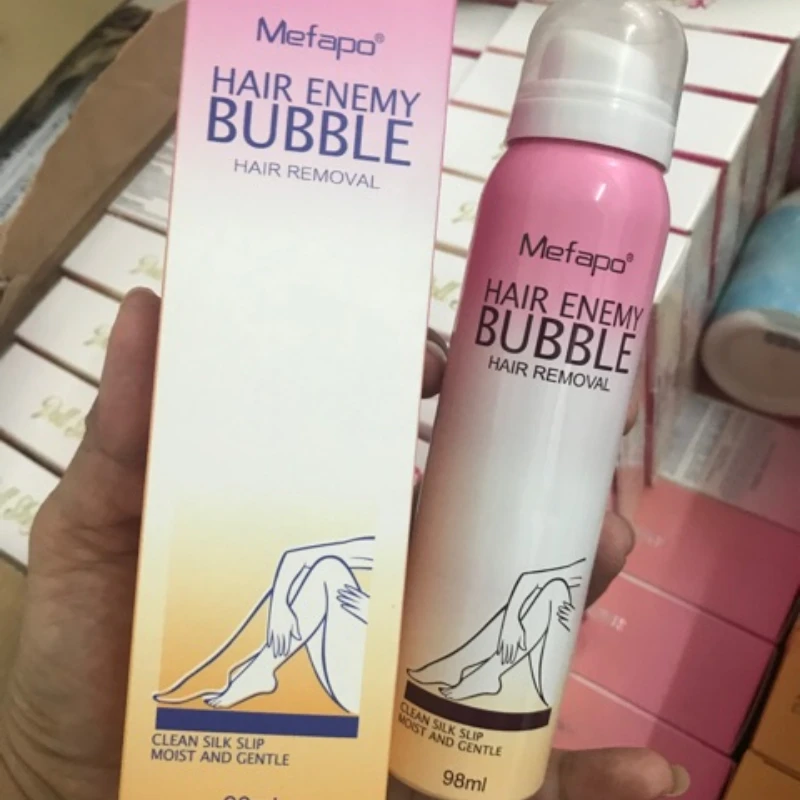 Mefapo®
HAIR ENEMY
BUBBLE
HAIR REMOVAL
CLEAN SILK SLIP
MOIST AND GENTLE
Mefapo®
HAIR ENEMY
BUBBLE
HAIR REMOVAL
CLEAN SILK SLIP
MOIST AND GENTLE
98ml